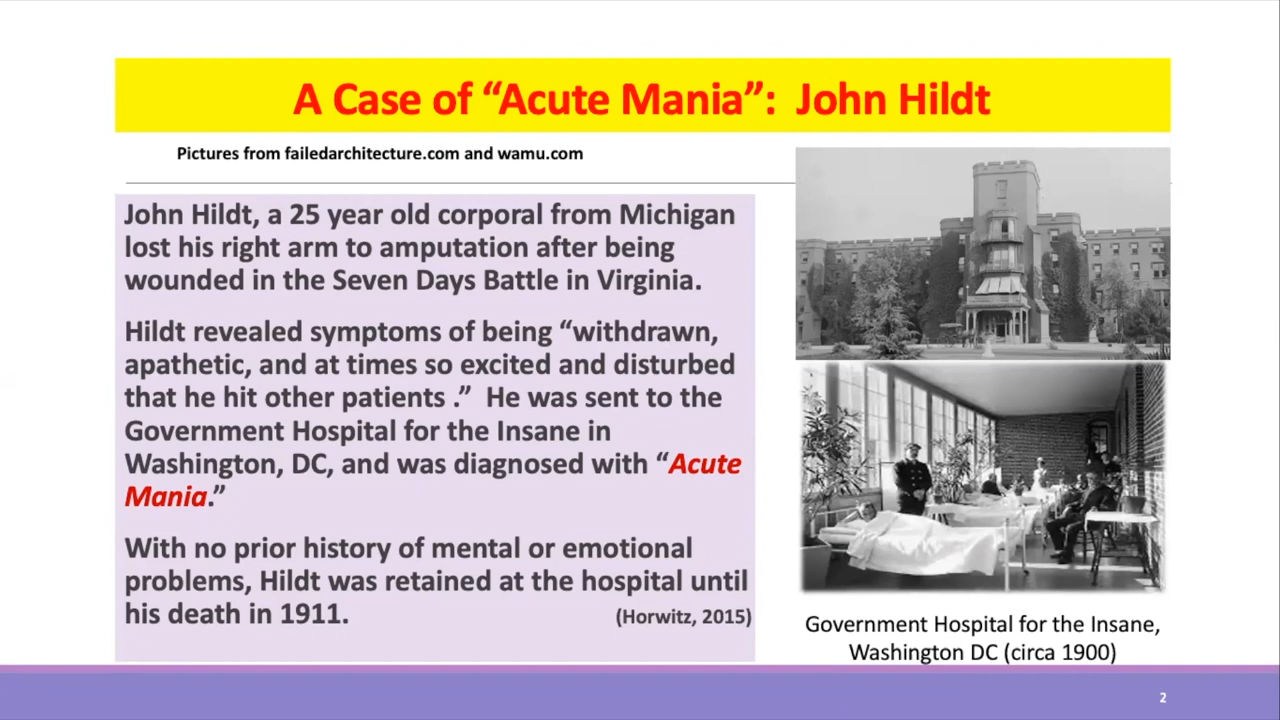 A Case of “Acute Mania”: John Hildt
Pictures from failedarchitecture.com and wamu.com
John Hildt, a 25 year old corporal from Michigan
lost his right arm to amputation after being
wounded in the Seven Days Battle in Virginia.
Hildt revealed symptoms of being “withdrawn,
apathetic, and at times so excited and disturbed
that he hit other patients .” He was sent to the
Government Hospital for the Insane in
Washington, DC, and was diagnosed with “Acute
Mania.”
With no prior history of mental or emotional
problems, Hildt was retained at the hospital until
his death in 1911. (Horwitz, 2015)
Government Hospital for the Insane,
Washington DC (circa 1900)
2